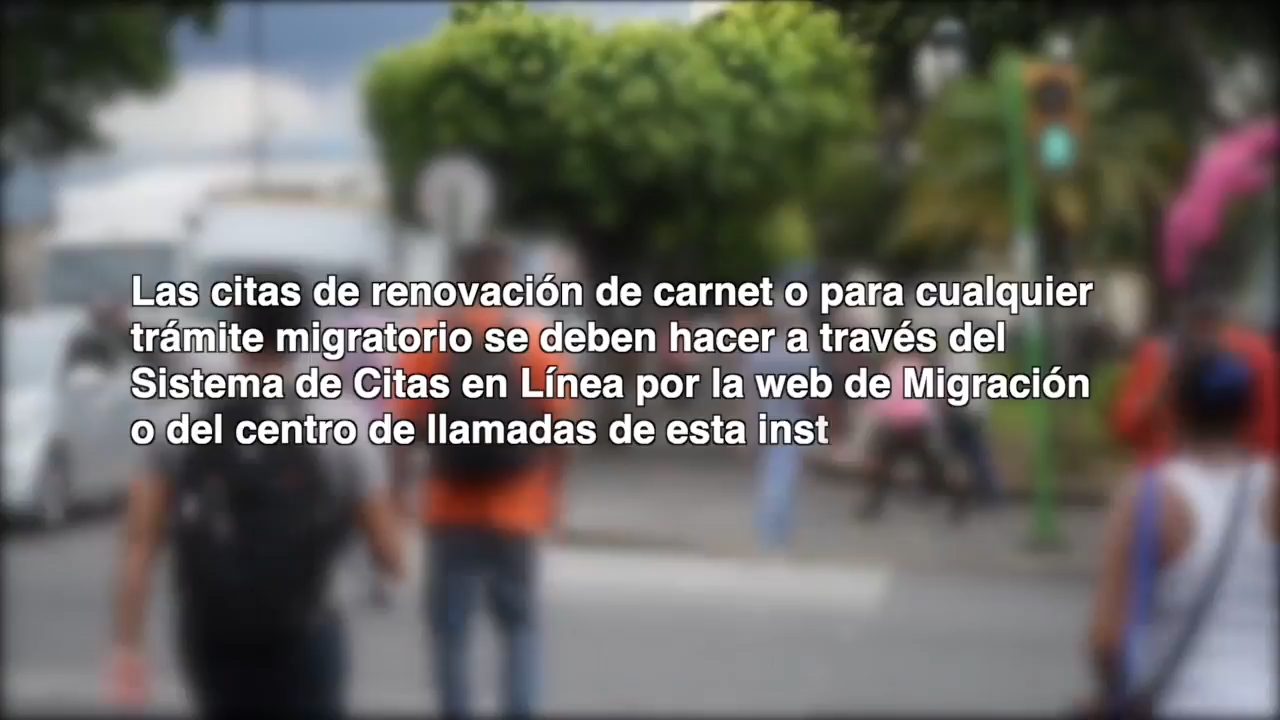 Las citas de renovación de carnet o para cualquier
trámite migratorio se deben hacer a través del
Sistema de Citas en Línea por la web de Migración
o del centro de llamadas de esta inst